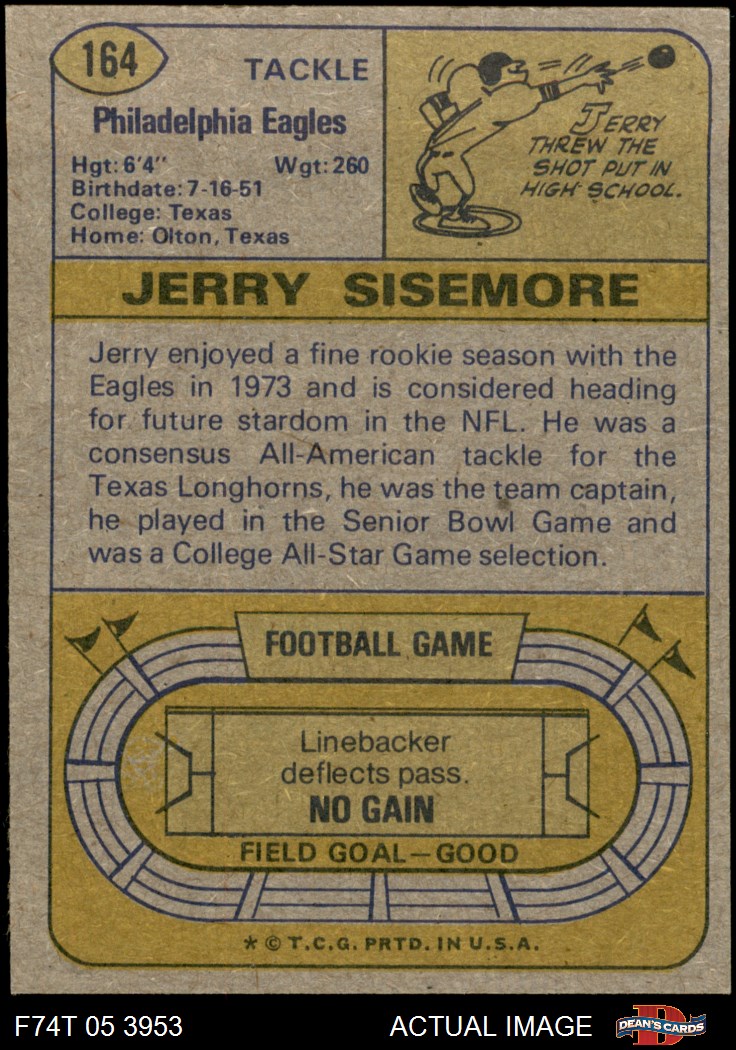 164
TACKLE
Philadelphia Eagles
Hgt: 6'4" Wgt: 260
Birthdate: 7-16-51
College: Texas
Home: Olton, Texas
JERRY
THREW THE
SHOT PUT IN
HIGH-SCHOOL.
JERRY SISEMORE
Jerry enjoyed a fine rookie season with the
Eagles in 1973 and is considered heading
for future stardom in the NFL. He was a
consensus All-American tackle for the
Texas Longhorns, he was the team captain,
he played in the Senior Bowl Game and
was a College All-Star Game selection.
FOOTBALL GAME
Linebacker
deflects pass.
NO GAIN
FIELD GOAL—GOOD
* © T.C.G. PRTD. IN U.S.A.
F74T 05 3953 ACTUAL IMAGE D DEAN'S CARDS